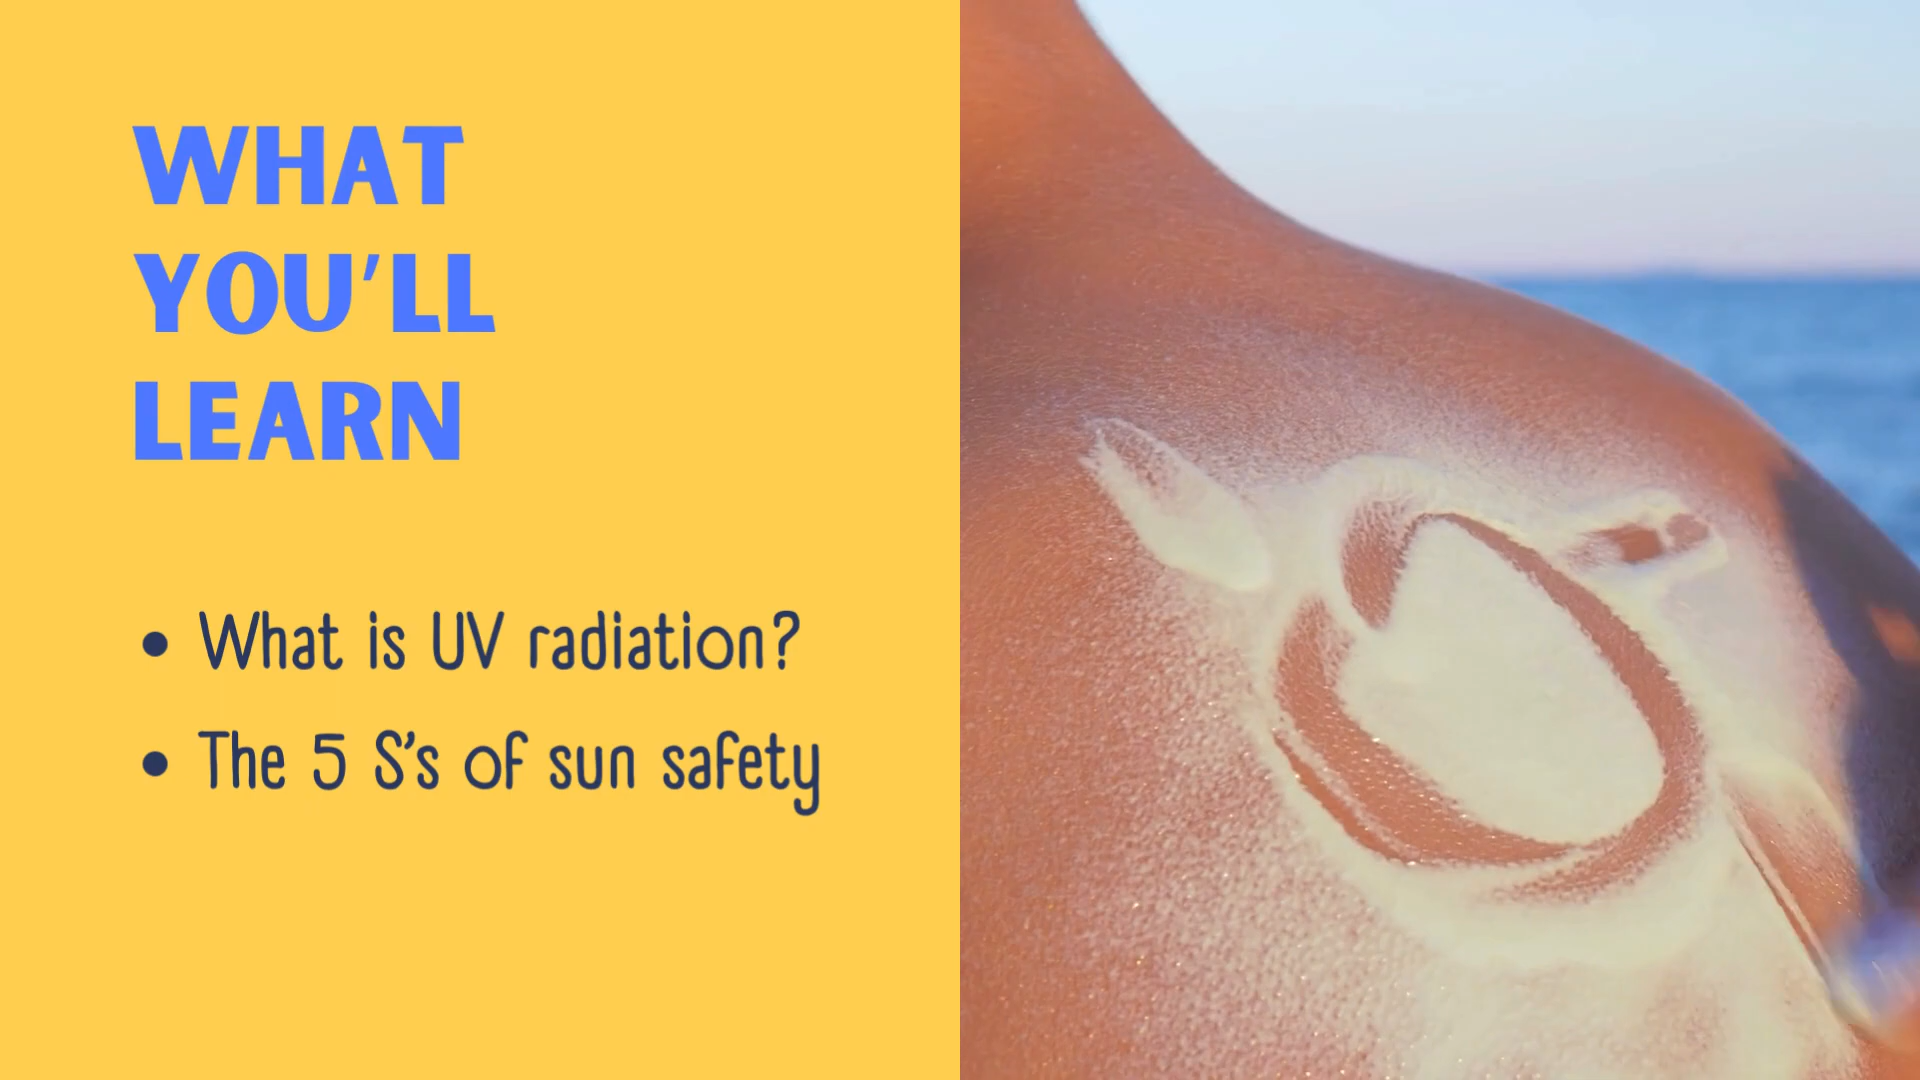 WHAT
YOU'LL
LEARN
• What is UV radiation?
• The 5 S's of sun safety